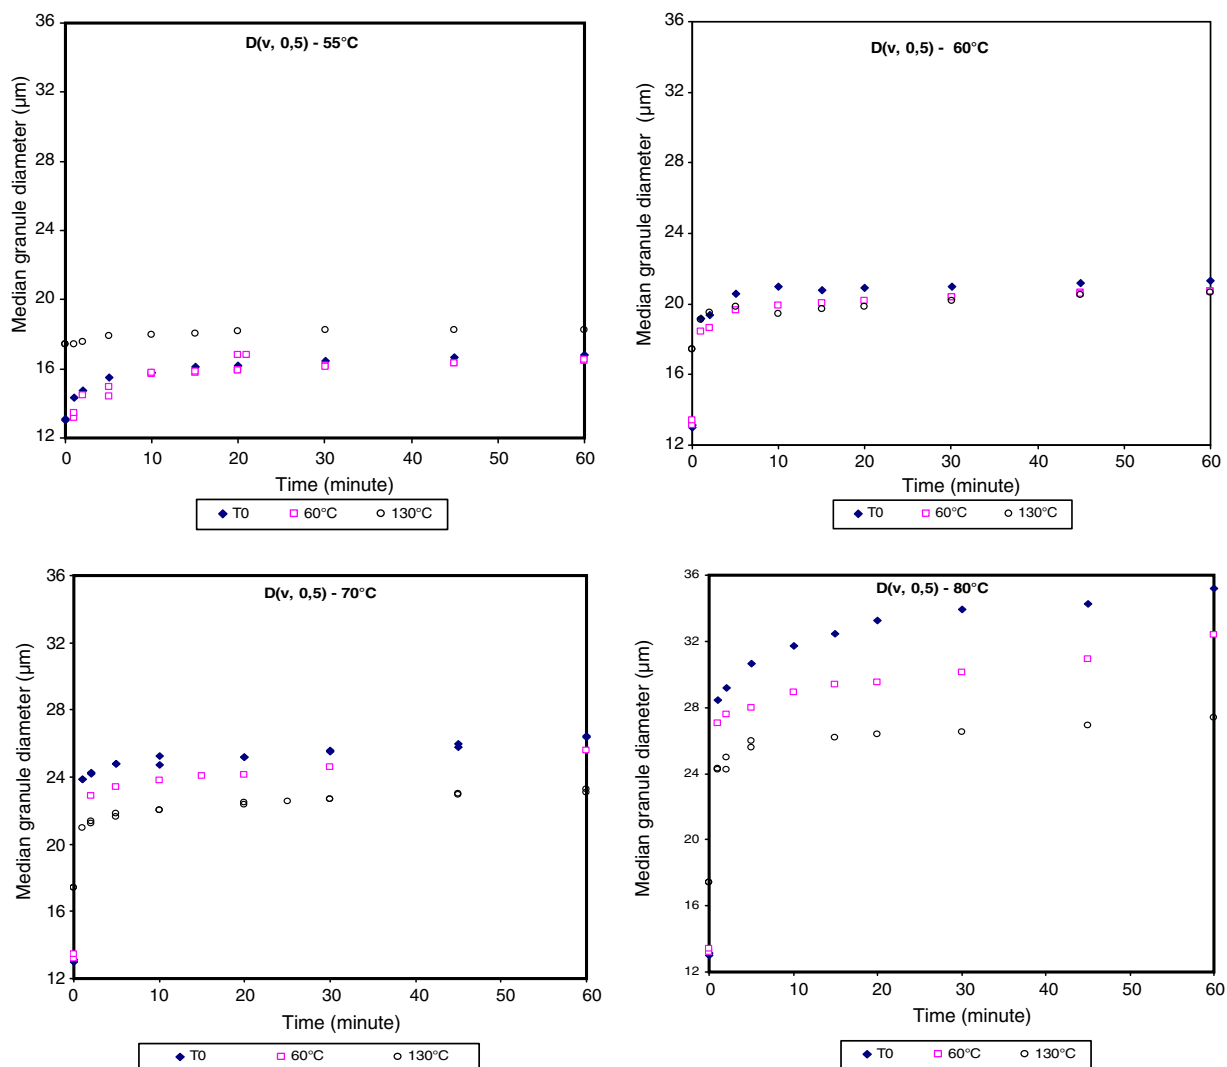 D(v, 0,5) - 55°C
Median granule diameter (µm)
36
32
28
24
20
16
12
0 10 20 30 40 50 60
Time (minute)
T0 60°C 130°C
D(v, 0,5) - 60°C
Median granule diameter (µm)
36
32
28
24
20
16
12
0 10 20 30 40 50 60
Time (minute)
T0 60°C 130°C
D(v, 0,5) - 70°C
Median granule diameter (µm)
36
32
28
24
20
16
12
0 10 20 30 40 50 60
Time (minute)
T0 60°C 130°C
D(v, 0,5) - 80°C
Median granule diameter (µm)
36
32
28
24
20
16
12
0 10 20 30 40 50 60
Time (minute)
T0 60°C 130°C